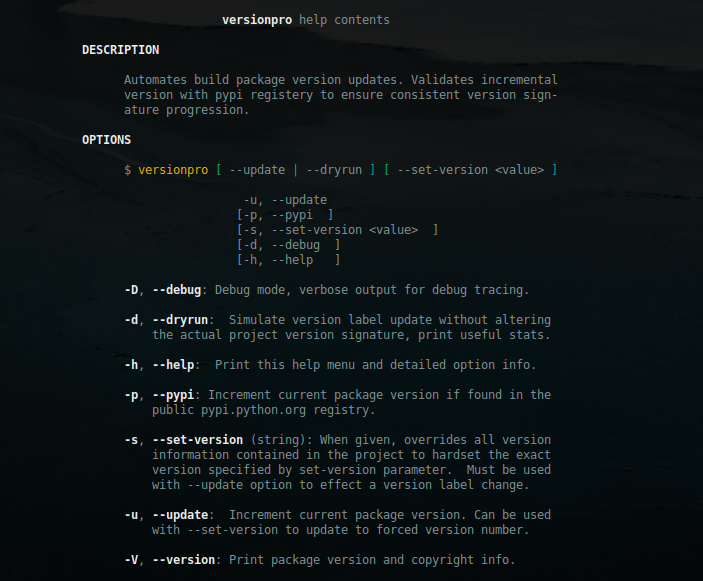 versionpro help contents
DESCRIPTION
Automates build package version updates. Validates incremental
version with pypi registery to ensure consistent version sign-
ature progression.
OPTIONS
$ versionpro [ --update | --dryrun ] [ --set-version <value> ]
-u, --update
[-p, --pypi  ]
[-s, --set-version <value>  ]
[-d, --debug  ]
[-h, --help   ]
-D, --debug: Debug mode, verbose output for debug tracing.
-d, --dryrun:  Simulate version label update without altering
the actual project version signature, print useful stats.
-h, --help:  Print this help menu and detailed option info.
-p, --pypi: Increment current package version if found in the
public pypi.python.org registry.
-s, --set-version (string): When given, overrides all version
information contained in the project to hardset the exact
version specified by set-version parameter.  Must be used
with --update option to effect a version label change.
-u, --update:  Increment current package version. Can be used
with --set-version to update to forced version number.
-V, --version: Print package version and copyright info.